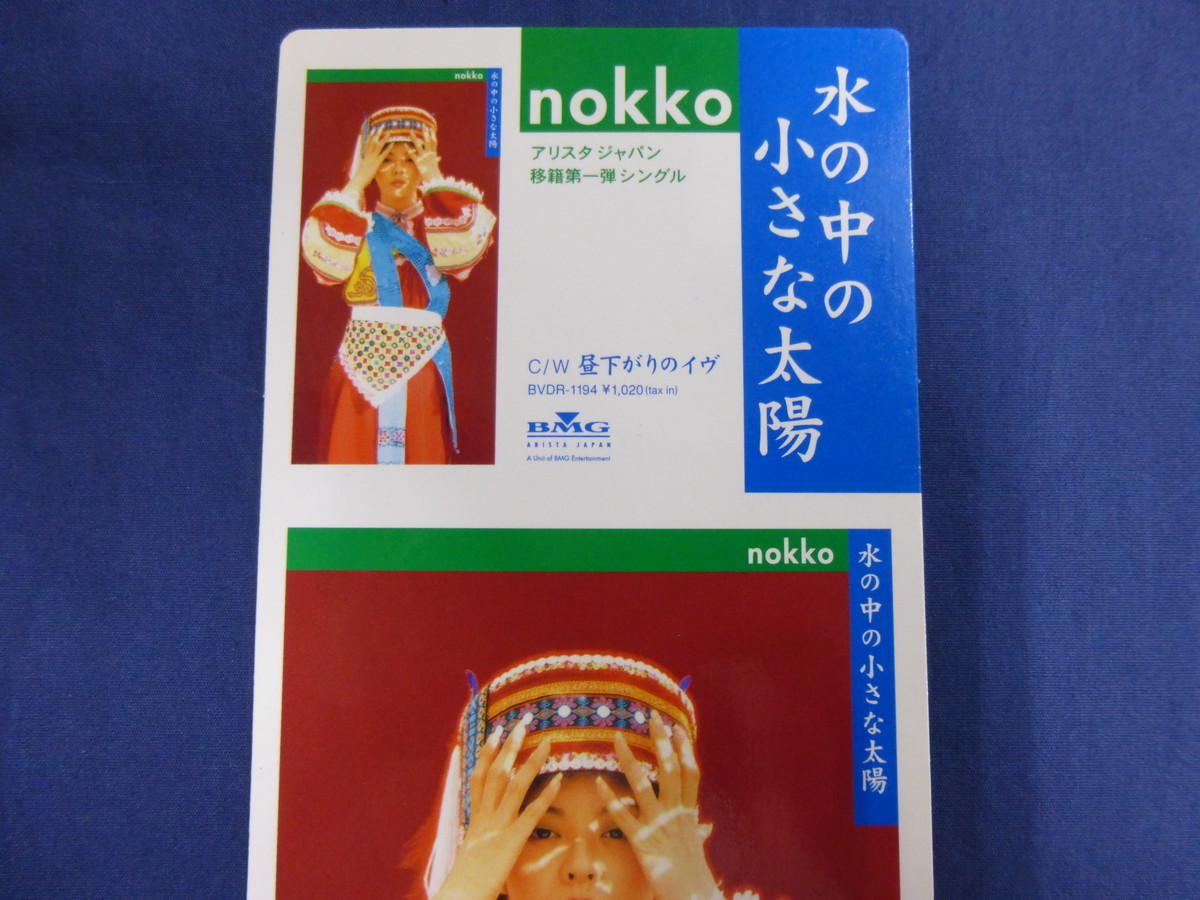 nokko
水の中の小さな太陽
nokko
アリスタ ジャパン
移籍第一弾 シングル
水の中の
小さな太陽
C/W 昼下がりのイヴ
BVDR-1194 ¥1,020 (tax in)
BMG
ARISTA JAPAN
A Unit of BMG Entertainment
nokko
水の中の小さな太陽